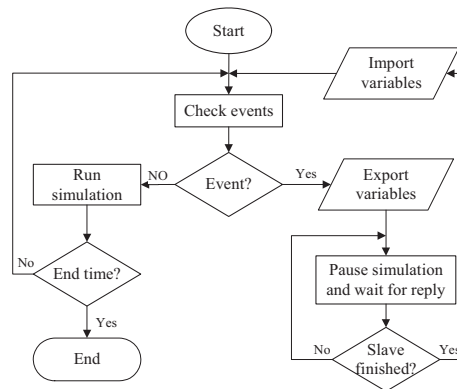 Start
Import
variables
Check events
Run
simulation
NO
Event?
Yes
Export
variables
No
End time?
Yes
End
Pause simulation
and wait for reply
No
Slave
finished?
Yes